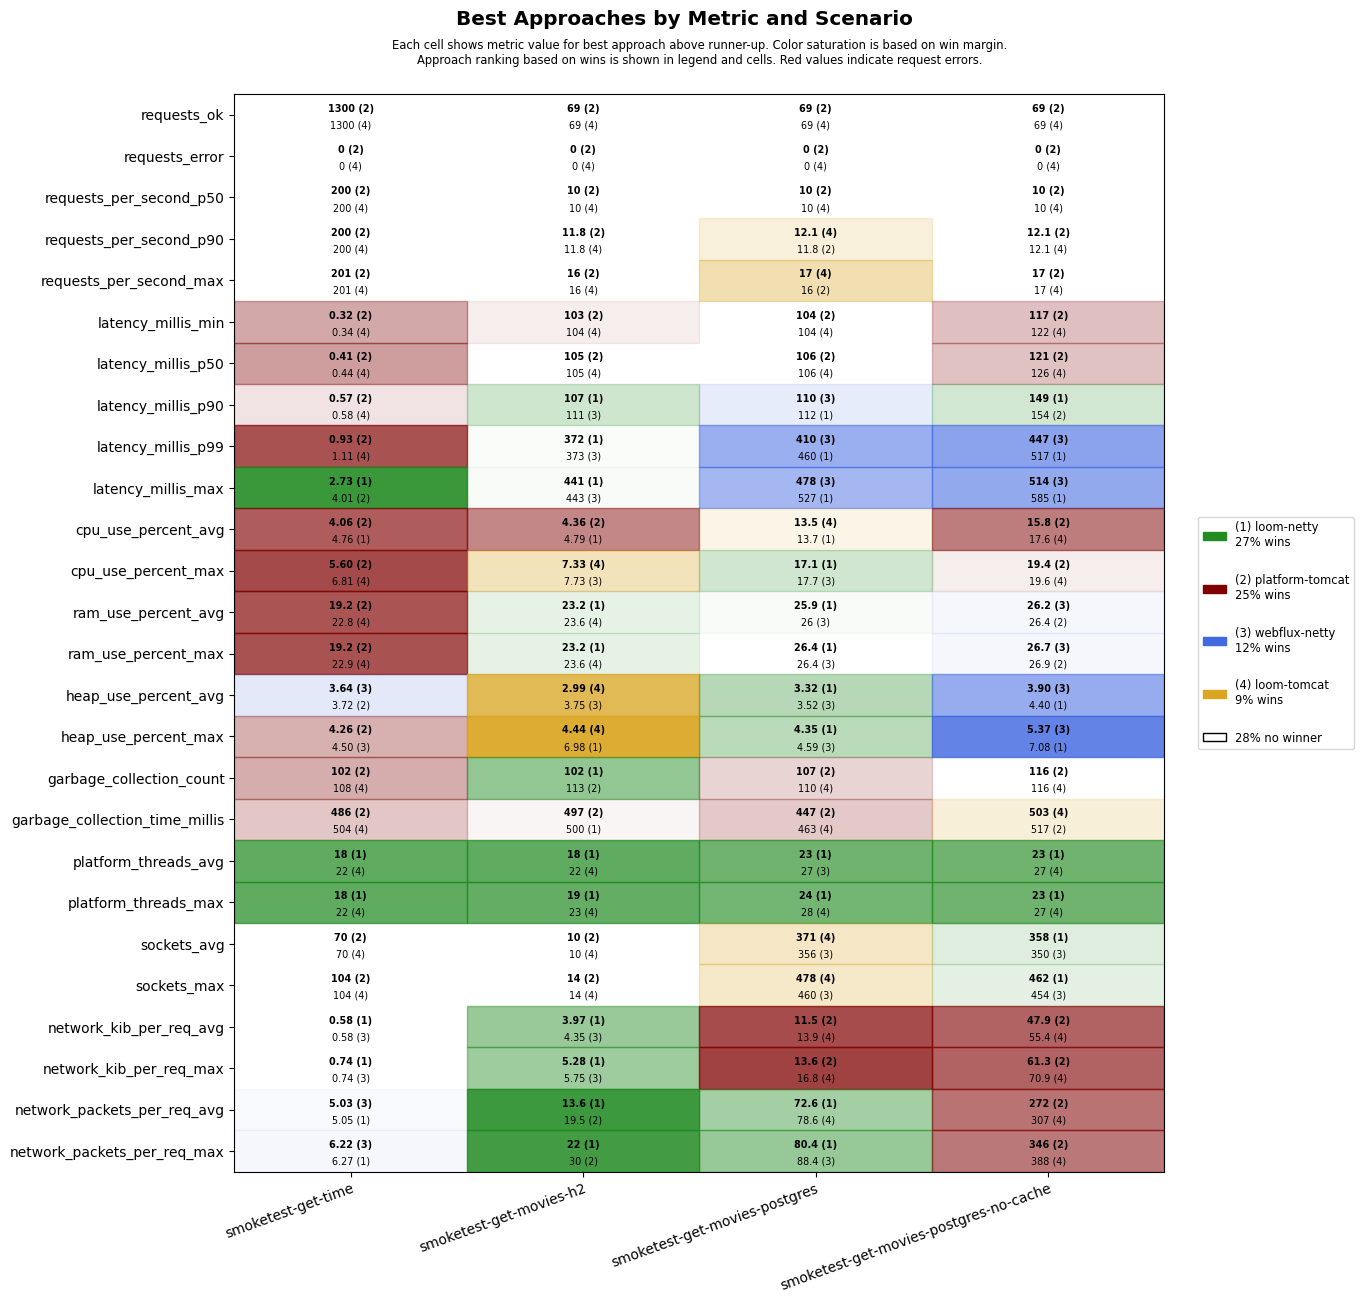 Best Approaches by Metric and Scenario
Each cell shows metric value for best approach above runner-up. Color saturation is based on win margin.
Approach ranking based on wins is shown in legend and cells. Red values indicate request errors.
requests_ok
1300 (2) 69 (2) 69 (2) 69 (2)
1300 (4) 69 (4) 69 (4) 69 (4)
requests_error
0 (2) 0 (2) 0 (2) 0 (2)
0 (4) 0 (4) 0 (4) 0 (4)
requests_per_second_p50
200 (2) 10 (2) 10 (2) 10 (2)
200 (4) 10 (4) 10 (4) 10 (4)
requests_per_second_p90
200 (2) 11.8 (2) 12.1 (4) 12.1 (2)
200 (4) 11.8 (4) 11.8 (2) 12.1 (4)
requests_per_second_max
201 (2) 16 (2) 17 (4) 17 (2)
201 (4) 16 (4) 16 (2) 17 (4)
latency_millis_min
0.32 (2) 103 (2) 104 (2) 117 (2)
0.34 (4) 104 (4) 104 (4) 122 (4)
latency_millis_p50
0.41 (2) 105 (2) 106 (2) 121 (2)
0.44 (4) 105 (4) 106 (4) 126 (4)
latency_millis_p90
0.57 (2) 107 (1) 110 (3) 149 (1)
0.58 (4) 111 (3) 112 (1) 154 (2)
latency_millis_p99
0.93 (2) 372 (1) 410 (3) 447 (3)
1.11 (4) 373 (3) 460 (1) 517 (1)
latency_millis_max
2.73 (1) 441 (1) 478 (3) 514 (3)
4.01 (2) 443 (3) 527 (1) 585 (1)
cpu_use_percent_avg
4.06 (2) 4.36 (2) 13.5 (4) 15.8 (2)
4.76 (1) 4.79 (1) 13.7 (1) 17.6 (4)
cpu_use_percent_max
5.60 (2) 7.33 (4) 17.1 (1) 19.4 (2)
6.81 (4) 7.73 (3) 17.7 (3) 19.6 (4)
ram_use_percent_avg
19.2 (2) 23.2 (1) 25.9 (1) 26.2 (3)
22.8 (4) 23.6 (4) 26 (3) 26.4 (2)
ram_use_percent_max
19.2 (2) 23.2 (1) 26.4 (1) 26.7 (3)
22.9 (4) 23.6 (4) 26.4 (3) 26.9 (2)
heap_use_percent_avg
3.64 (3) 2.99 (4) 3.32 (1) 3.90 (3)
3.72 (2) 3.75 (3) 3.52 (3) 4.40 (1)
heap_use_percent_max
4.26 (2) 4.44 (4) 4.35 (1) 5.37 (3)
4.50 (3) 6.98 (1) 4.59 (3) 7.08 (1)
garbage_collection_count
102 (2) 102 (1) 107 (2) 116 (2)
108 (4) 113 (2) 110 (4) 116 (4)
garbage_collection_time_millis
486 (2) 497 (2) 447 (2) 503 (4)
504 (4) 500 (1) 463 (4) 517 (2)
platform_threads_avg
18 (1) 18 (1) 23 (1) 23 (1)
22 (4) 22 (4) 27 (3) 27 (4)
platform_threads_max
18 (1) 19 (1) 24 (1) 23 (1)
22 (4) 23 (4) 28 (4) 27 (4)
sockets_avg
70 (2) 10 (2) 371 (4) 358 (1)
70 (4) 10 (4) 356 (3) 350 (3)
sockets_max
104 (2) 14 (2) 478 (4) 462 (1)
104 (4) 14 (4) 460 (3) 454 (3)
network_kib_per_req_avg
0.58 (1) 3.97 (1) 11.5 (2) 47.9 (2)
0.58 (3) 4.35 (3) 13.9 (4) 55.4 (4)
network_kib_per_req_max
0.74 (1) 5.28 (1) 13.6 (2) 61.3 (2)
0.74 (3) 5.75 (3) 16.8 (4) 70.9 (4)
network_packets_per_req_avg
5.03 (3) 13.6 (1) 72.6 (1) 272 (2)
5.05 (1) 19.5 (2) 78.6 (4) 307 (4)
network_packets_per_req_max
6.22 (3) 22 (1) 80.4 (1) 346 (2)
6.27 (1) 30 (2) 88.4 (3) 388 (4)
smoketest-get-time
smoketest-get-movies-h2
smoketest-get-movies-postgres
smoketest-get-movies-postgres-no-cache
(1) loom-netty
27% wins
(2) platform-tomcat
25% wins
(3) webflux-netty
12% wins
(4) loom-tomcat
9% wins
28% no winner